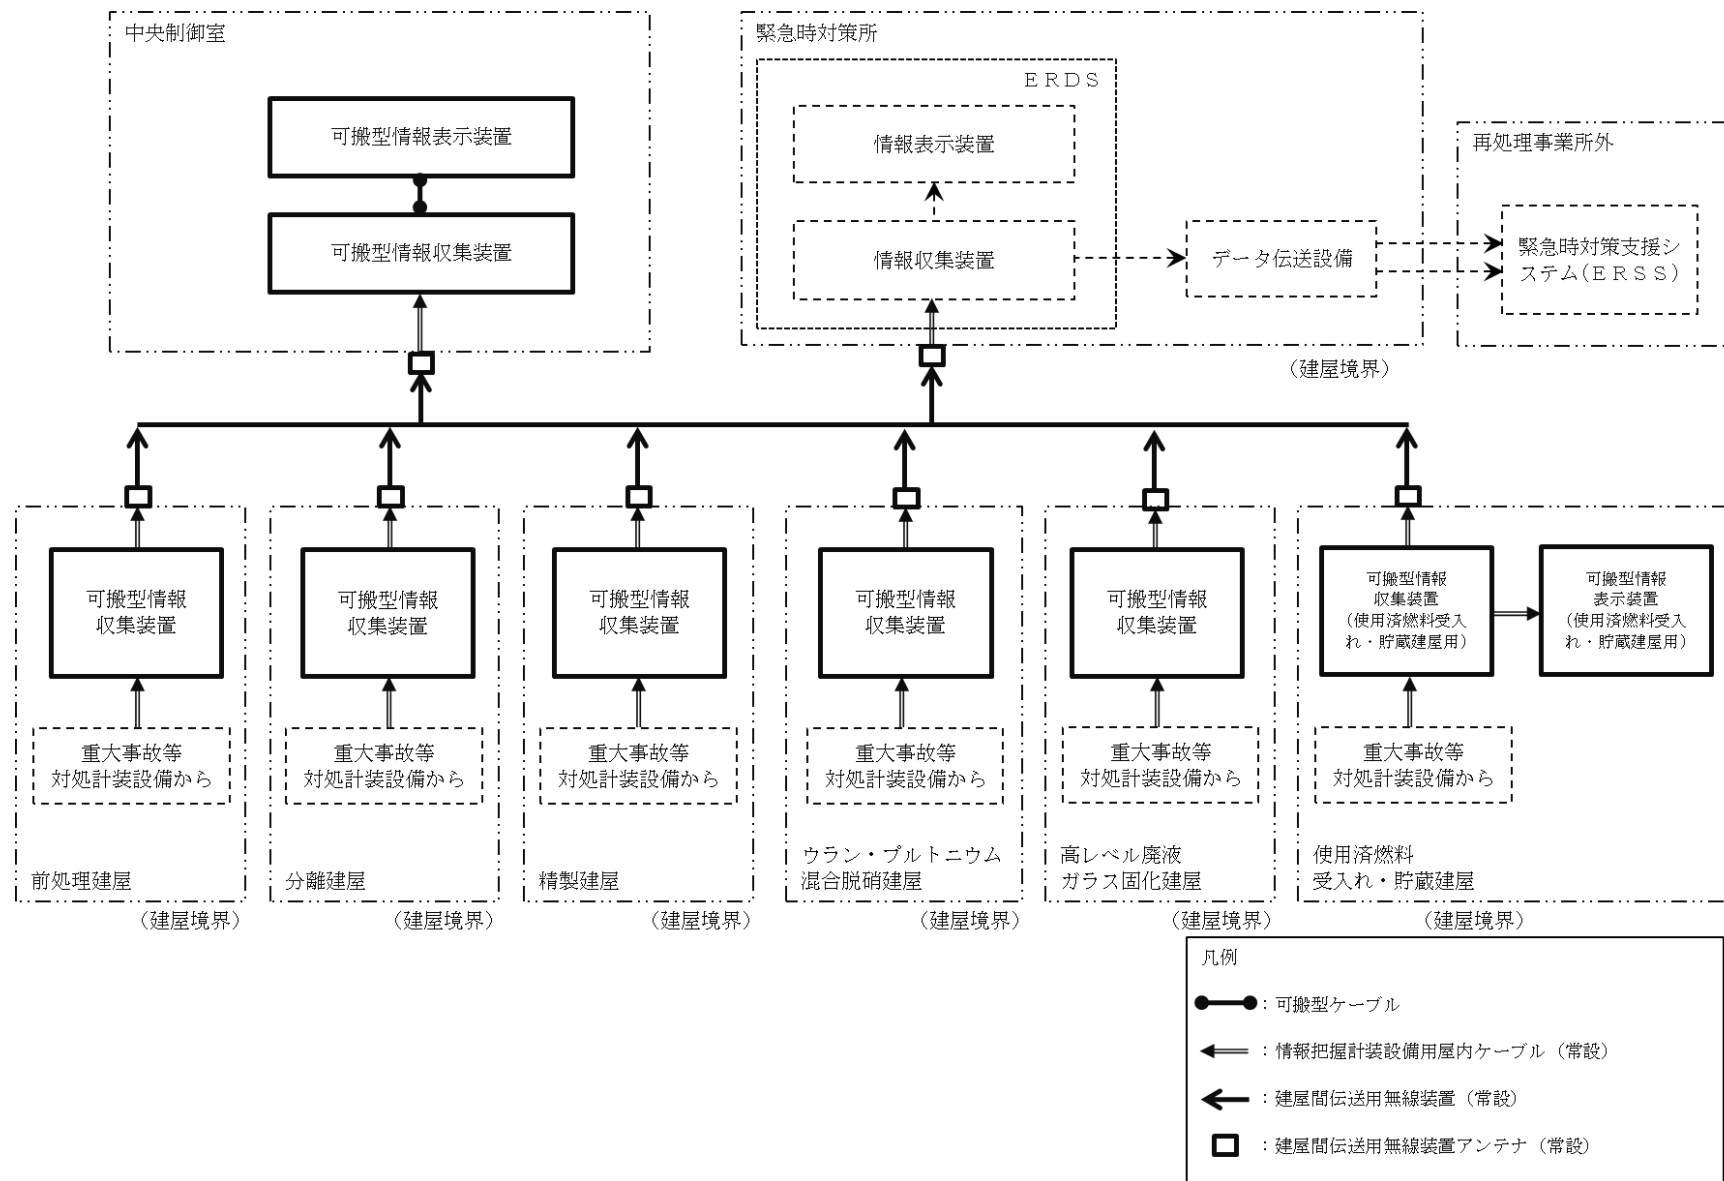 中央制御室
可搬型情報表示装置
可搬型情報収集装置
緊急時対策所
ＥＲＤＳ
情報表示装置
情報収集装置
データ伝送設備
（建屋境界）
再処理事業所外
緊急時対策支援シ
ステム(ＥＲＳＳ)
可搬型情報
収集装置
重大事故等
対処計装設備から
前処理建屋
（建屋境界）
可搬型情報
収集装置
重大事故等
対処計装設備から
分離建屋
（建屋境界）
可搬型情報
収集装置
重大事故等
対処計装設備から
精製建屋
（建屋境界）
可搬型情報
収集装置
重大事故等
対処計装設備から
ウラン・プルトニウム
混合脱硝建屋
（建屋境界）
可搬型情報
収集装置
重大事故等
対処計装設備から
高レベル廃液
ガラス固化建屋
（建屋境界）
可搬型情報
収集装置
（使用済燃料受入
れ・貯蔵建屋用）
可搬型情報
表示装置
（使用済燃料受入
れ・貯蔵建屋用）
重大事故等
対処計装設備から
使用済燃料
受入れ・貯蔵建屋
（建屋境界）
凡例
：可搬型ケーブル
：情報把握計装設備用屋内ケーブル（常設）
：建屋間伝送用無線装置（常設）
：建屋間伝送用無線装置アンテナ（常設）